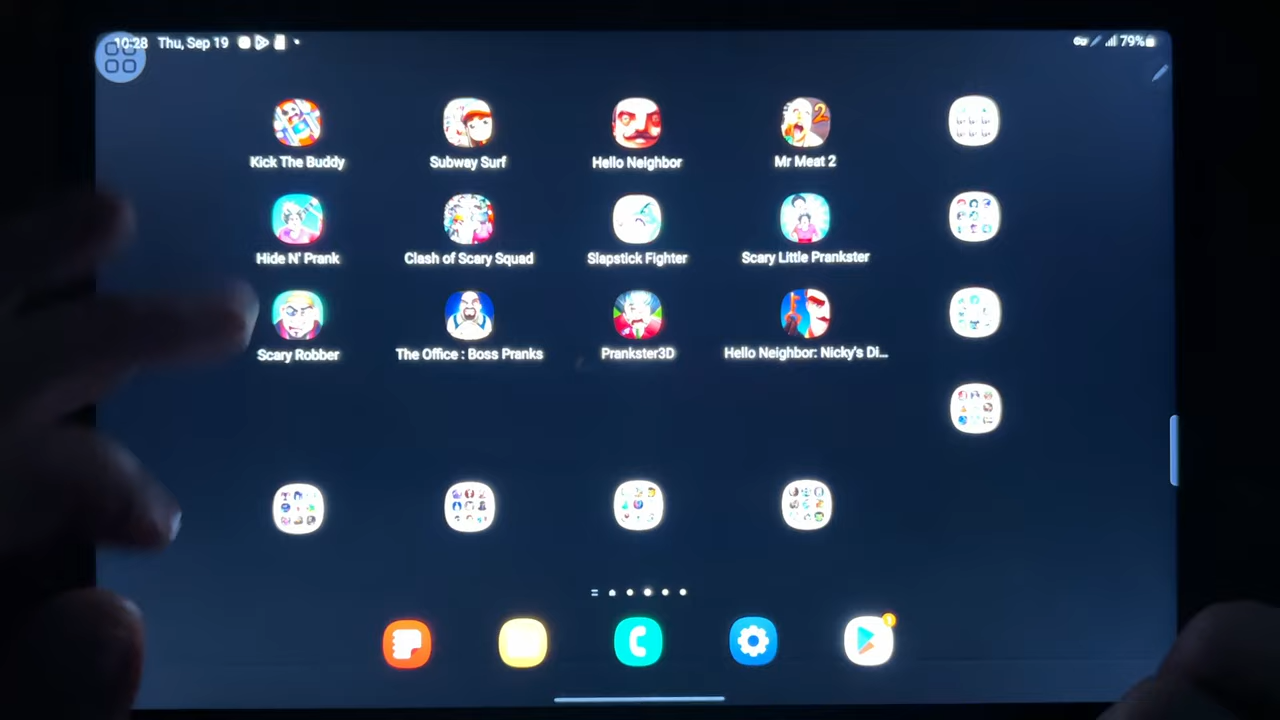 10:28 Thu, Sep 19
79%
Kick The Buddy
Subway Surf
Hello Neighbor
Mr Meat 2
2
Hide N' Prank
Clash of Scary Squad
Slapstick Fighter
Scary Little Prankster
Scary Robber
The Office : Boss Pranks
Prankster3D
Hello Neighbor: Nicky's Di...